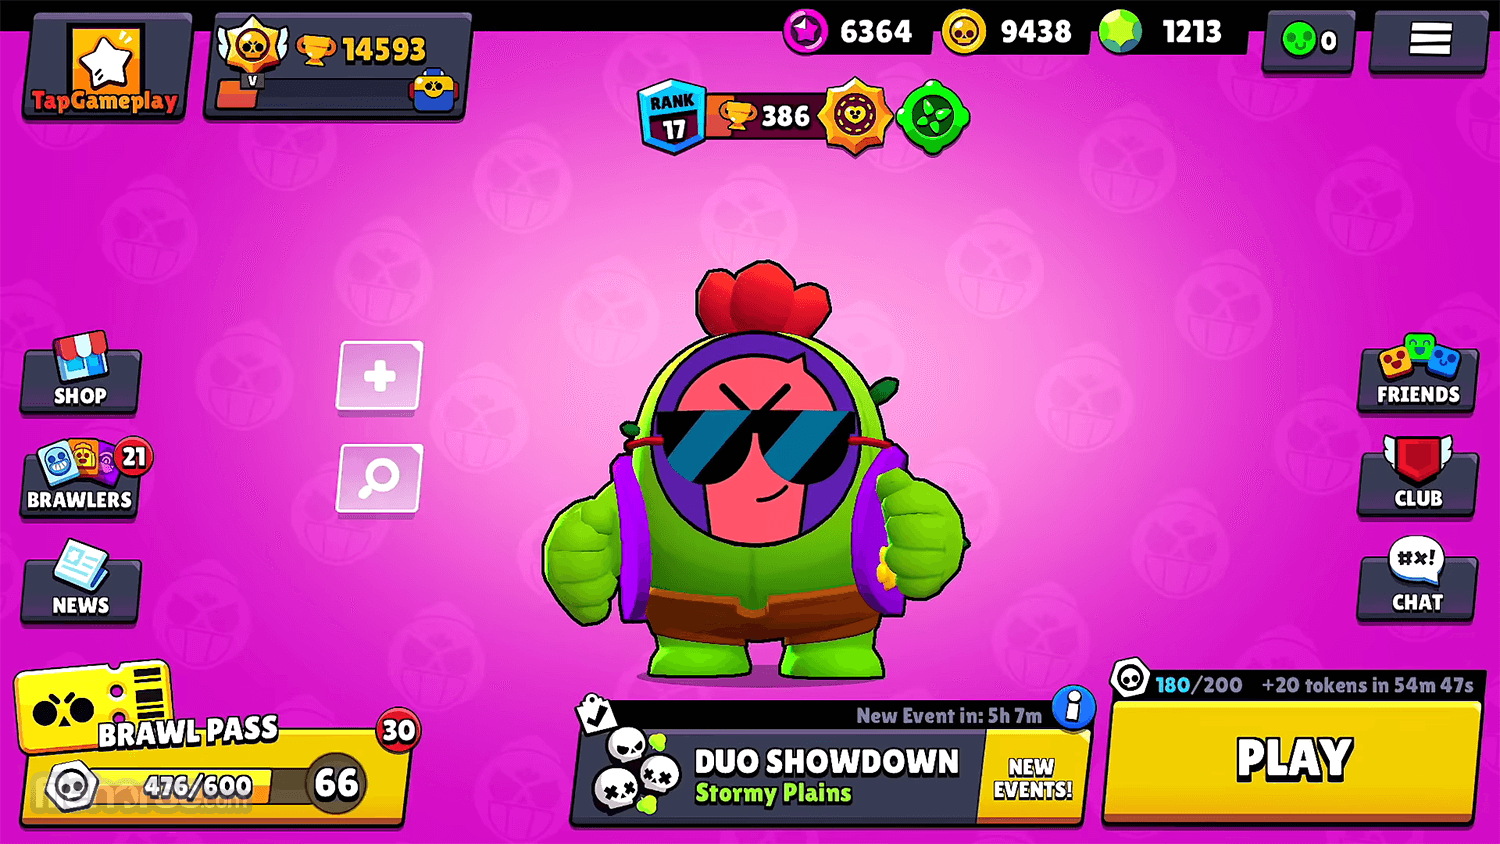 TapGameplay
V
14593
6364
9438
1213
0
RANK
17
386
SHOP
BRAWLERS
21
NEWS
FRIENDS
CLUB
#×!
CHAT
BRAWL PASS
30
476/600
66
New Event in: 5h 7m
i
DUO SHOWDOWN
Stormy Plains
NEW
EVENTS!
180/200
+20 tokens in 54m 47s
PLAY